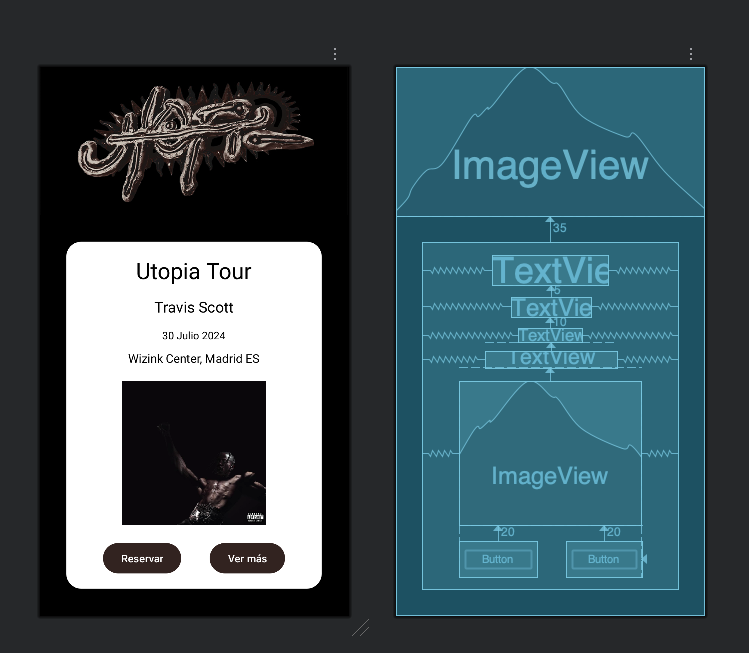 Utopia Tour
Travis Scott
30 Julio 2024
Wizink Center, Madrid ES
Reservar
Ver más
ImageView
35
TextVie
5
TextVie
10
TextView
TextView
ImageView
20
20
Button
Button